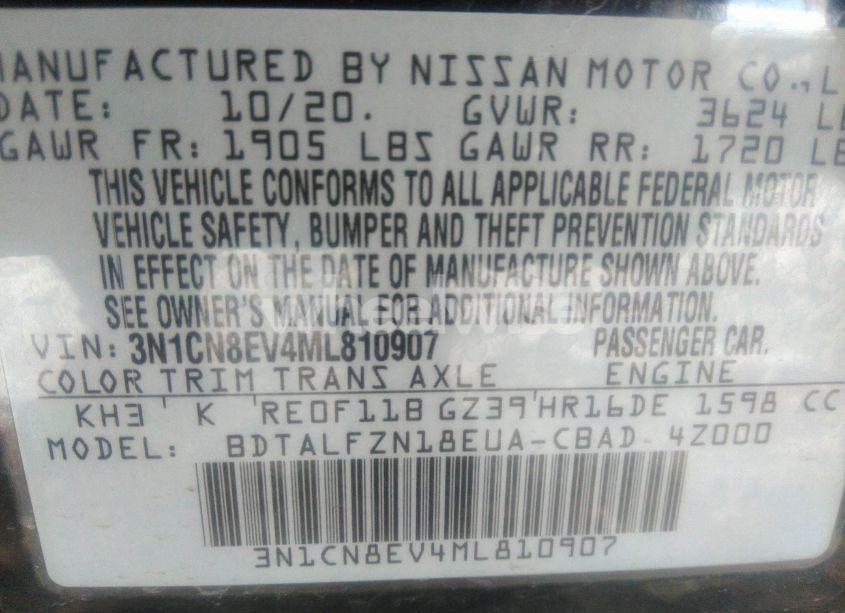 MANUFACTURED BY NISSAN MOTOR CO.,L
DATE: 10/20. GVWR: 3624 LB
GAWR FR: 1905 LBS GAWR RR: 1720 LB
THIS VEHICLE CONFORMS TO ALL APPLICABLE FEDERAL MOTOR
VEHICLE SAFETY, BUMPER AND THEFT PREVENTION STANDARDS
IN EFFECT ON THE DATE OF MANUFACTURE SHOWN ABOVE.
SEE OWNER'S MANUAL FOR ADDITIONAL INFORMATION.
VIN: 3N1CN8EV4ML810907 PASSENGER CAR.
COLOR TRIM TRANS AXLE ENGINE
KH3 ' K 'RE0F11B GZ39'HR16DE 1598 CC
MODEL: BDTALFZN18EUA-CBAD-4Z000
3N1CN8EV4ML810907